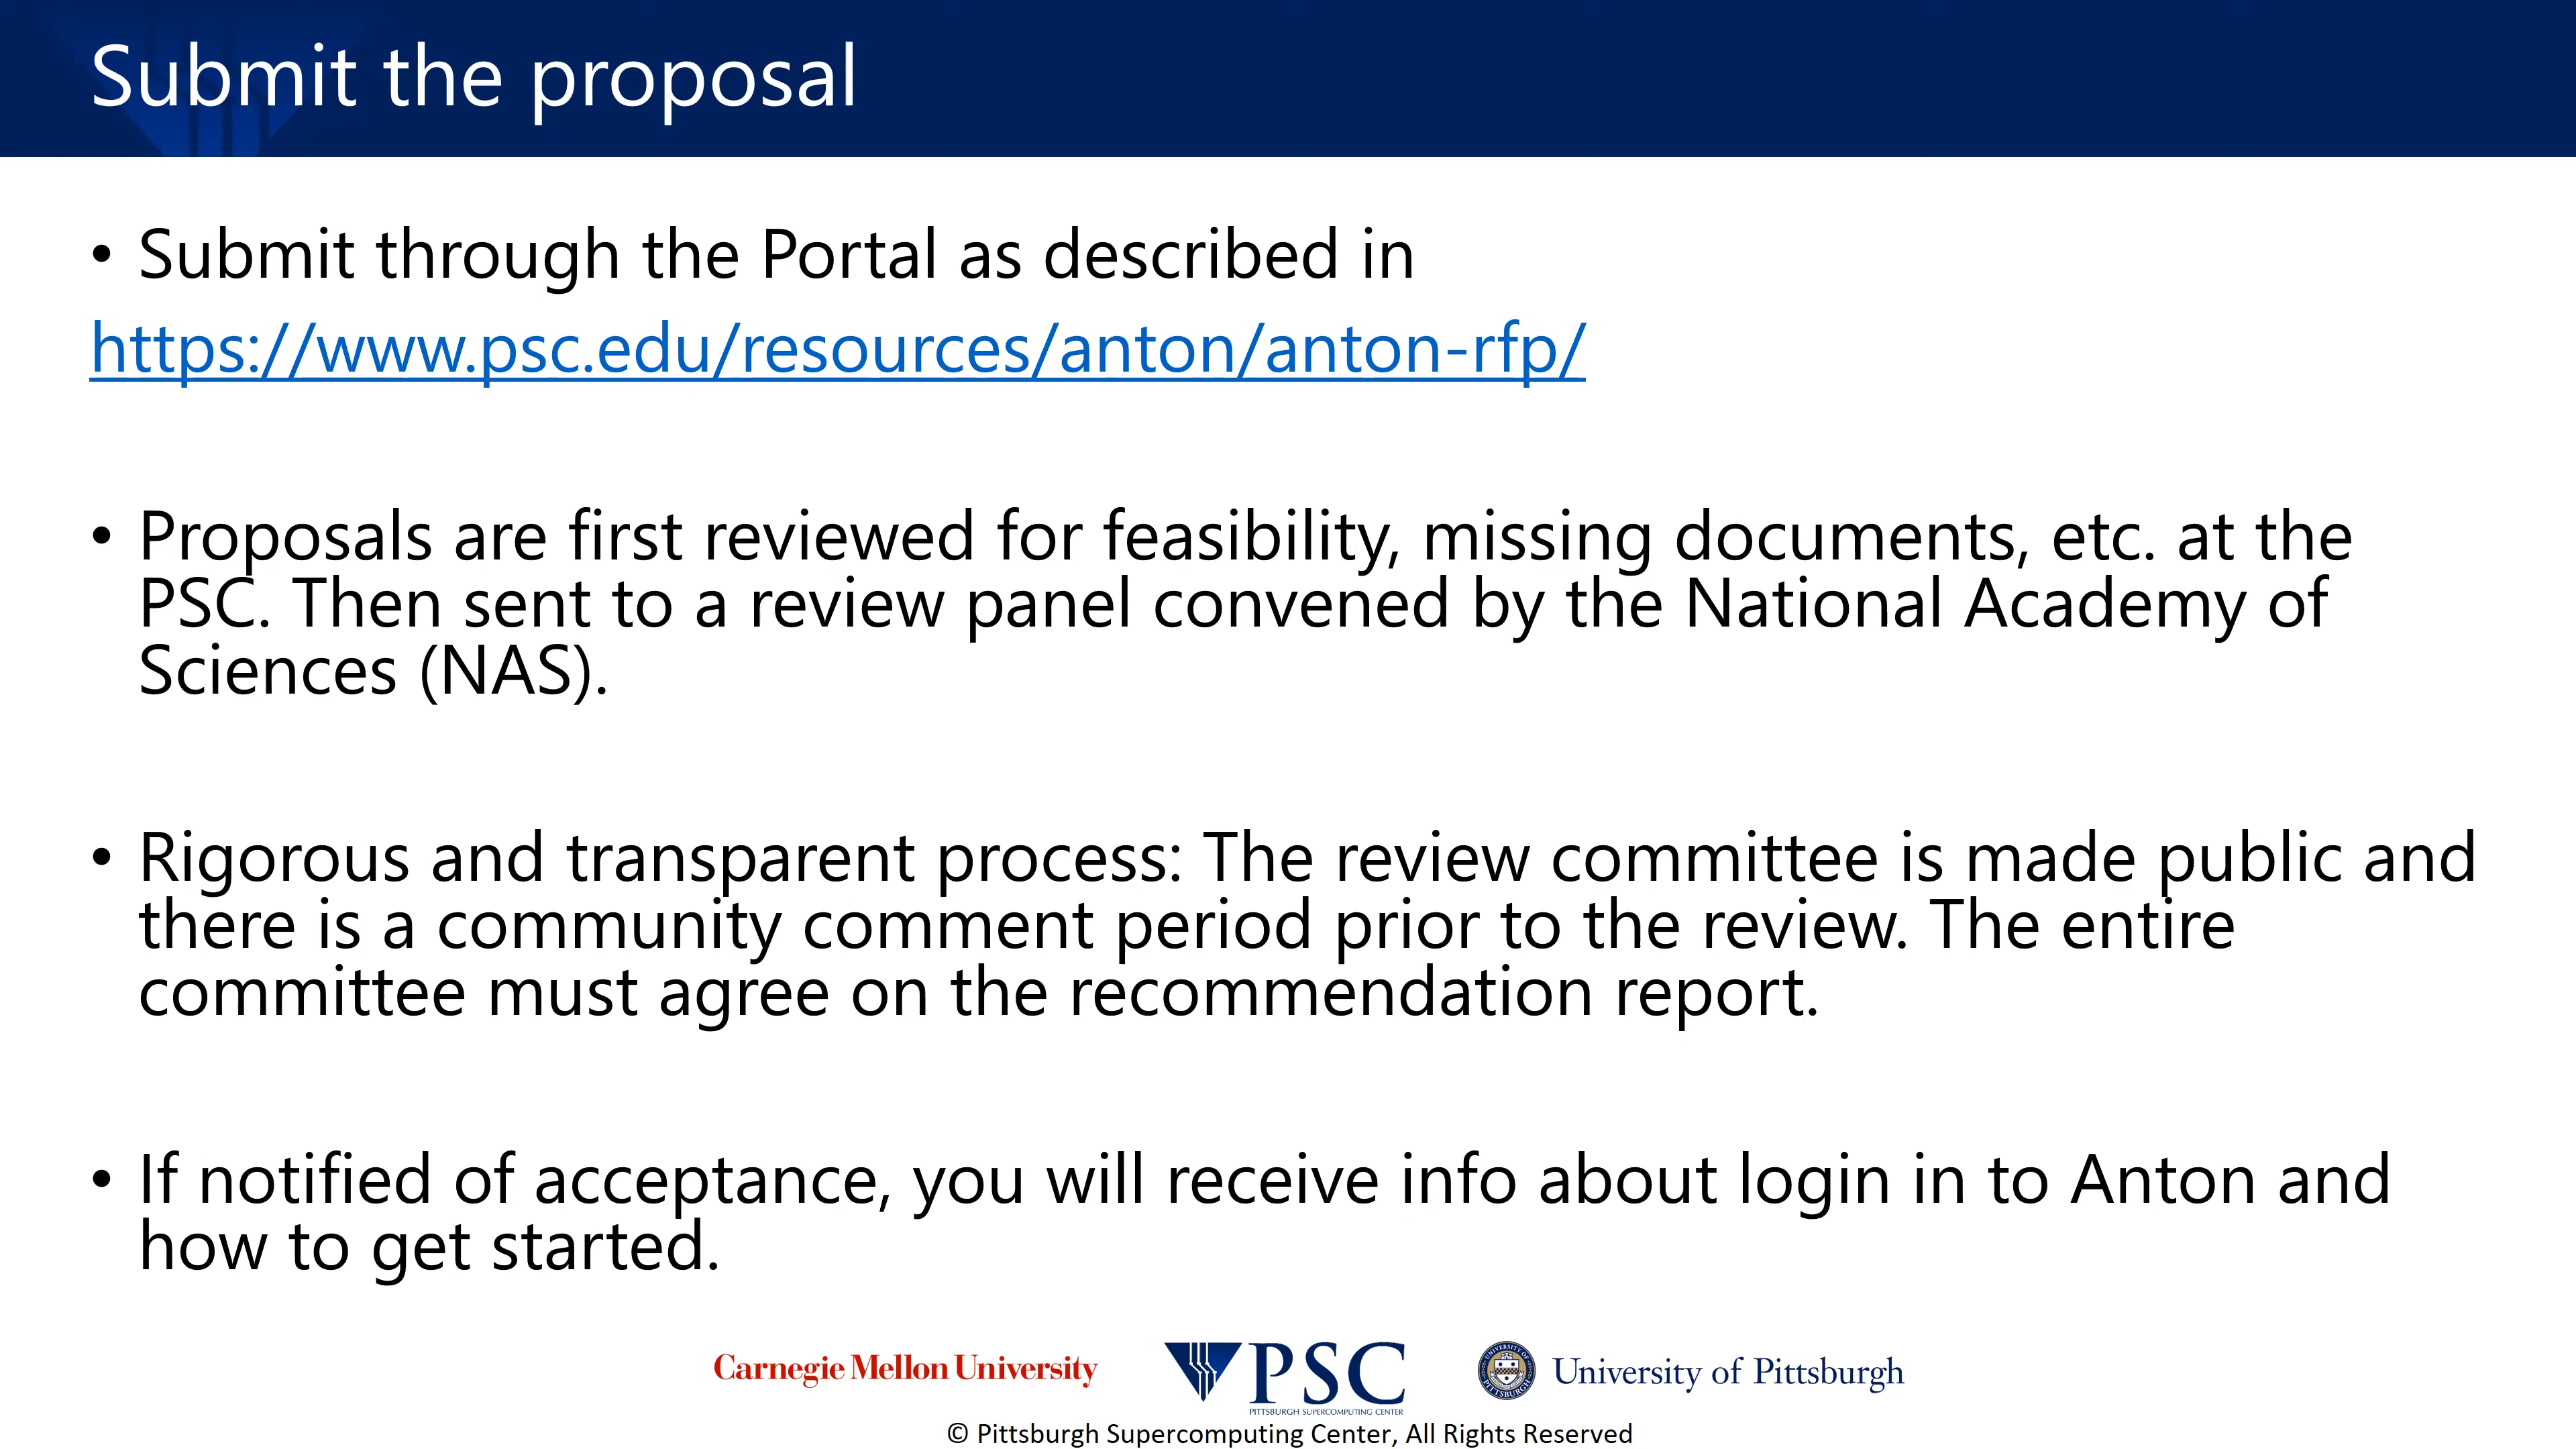 Submit the proposal
• Submit through the Portal as described in
https://www.psc.edu/resources/anton/anton-rfp/
• Proposals are first reviewed for feasibility, missing documents, etc. at the
PSC. Then sent to a review panel convened by the National Academy of
Sciences (NAS).
• Rigorous and transparent process: The review committee is made public and
there is a community comment period prior to the review. The entire
committee must agree on the recommendation report.
• If notified of acceptance, you will receive info about login in to Anton and
how to get started.
Carnegie Mellon University
PSC
PITTSBURGH SUPERCOMPUTING CENTER
UNIVERSITY OF PITTSBURGH
University of Pittsburgh
© Pittsburgh Supercomputing Center, All Rights Reserved